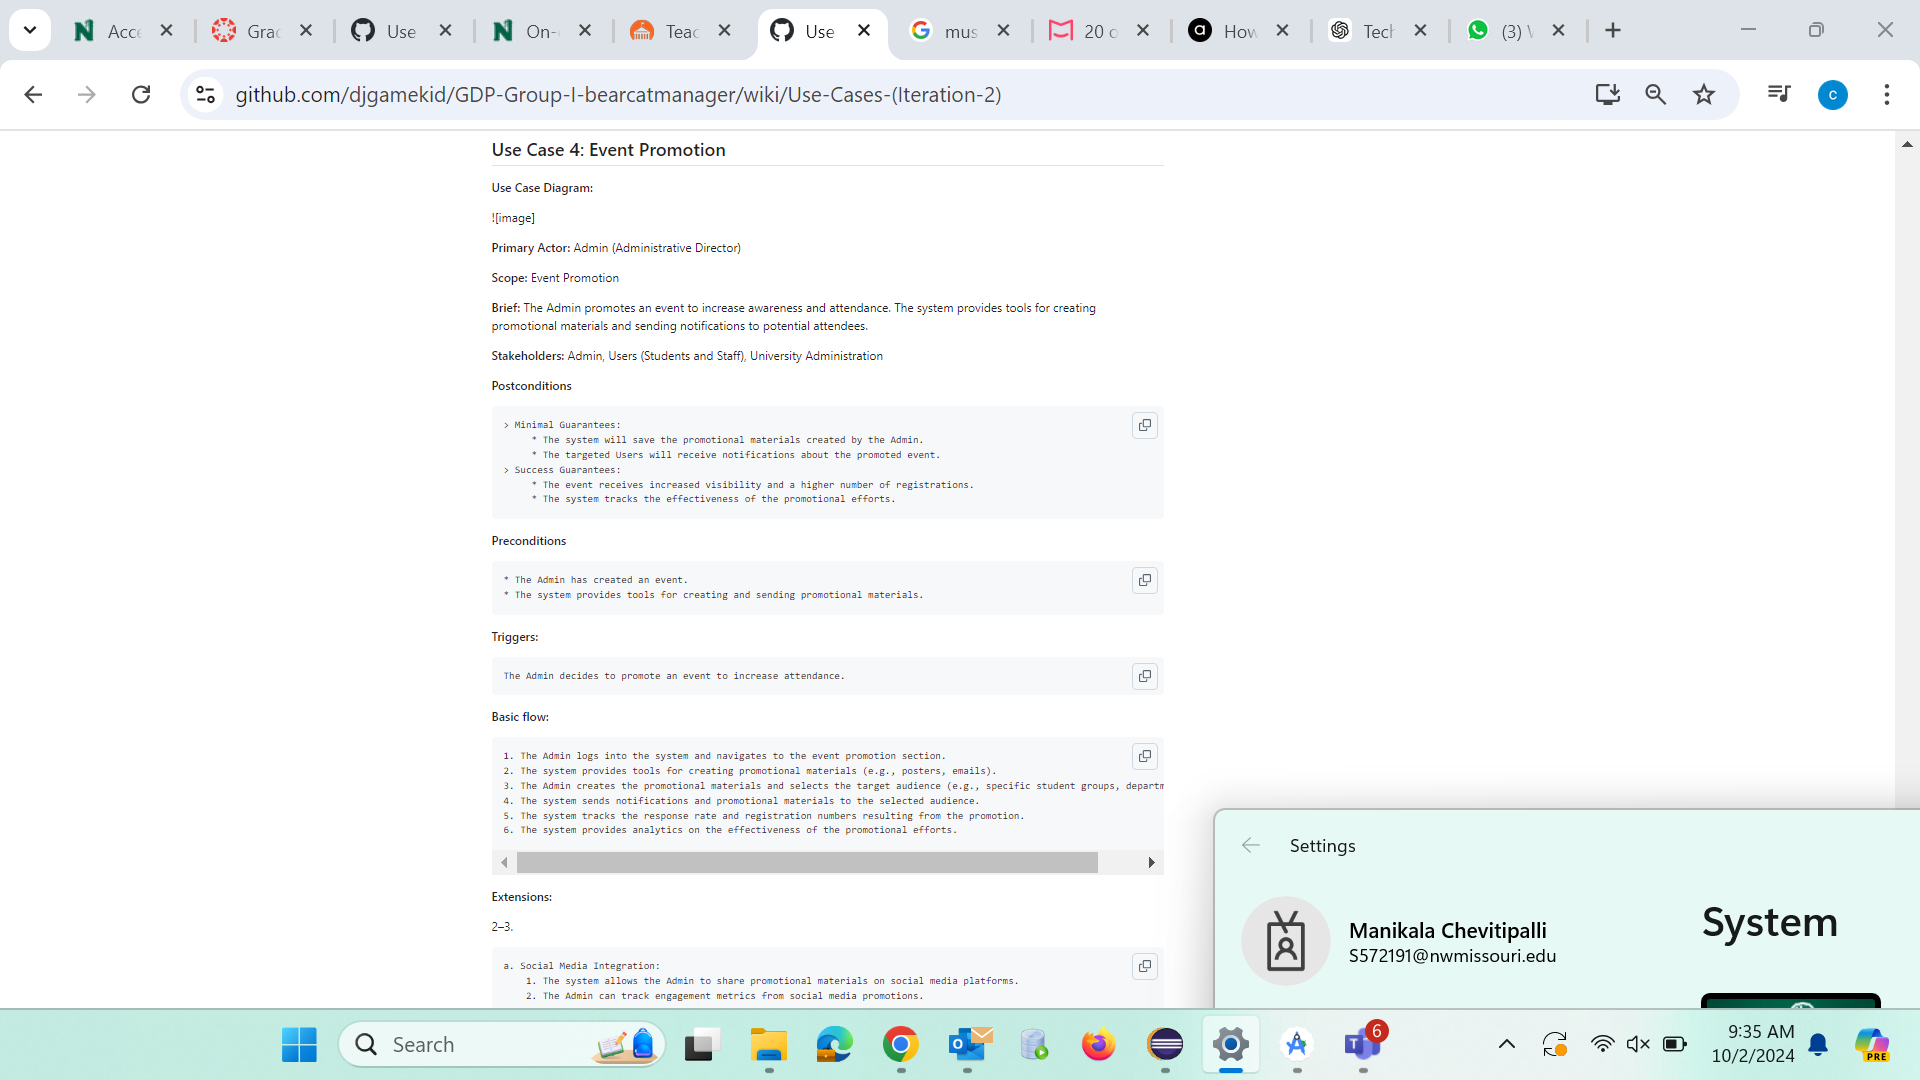 Acce
Grac
Use
On-
Teac
Use
mus
20 o
How
Tech
(3) W
github.com/djgamekid/GDP-Group-I-bearcatmanager/wiki/Use-Cases-(Iteration-2)
c
Use Case 4: Event Promotion
Use Case Diagram:
![image]
Primary Actor: Admin (Administrative Director)
Scope: Event Promotion
Brief: The Admin promotes an event to increase awareness and attendance. The system provides tools for creating
promotional materials and sending notifications to potential attendees.
Stakeholders: Admin, Users (Students and Staff), University Administration
Postconditions
> Minimal Guarantees:
* The system will save the promotional materials created by the Admin.
* The targeted Users will receive notifications about the promoted event.
> Success Guarantees:
* The event receives increased visibility and a higher number of registrations.
* The system tracks the effectiveness of the promotional efforts.
Preconditions
* The Admin has created an event.
* The system provides tools for creating and sending promotional materials.
Triggers:
The Admin decides to promote an event to increase attendance.
Basic flow:
1. The Admin logs into the system and navigates to the event promotion section.
2. The system provides tools for creating promotional materials (e.g., posters, emails).
3. The Admin creates the promotional materials and selects the target audience (e.g., specific student groups, departm
4. The system sends notifications and promotional materials to the selected audience.
5. The system tracks the response rate and registration numbers resulting from the promotion.
6. The system provides analytics on the effectiveness of the promotional efforts.
Extensions:
2–3.
a. Social Media Integration:
1. The system allows the Admin to share promotional materials on social media platforms.
2. The Admin can track engagement metrics from social media promotions.
Settings
Manikala Chevitipalli
S572191@nwmissouri.edu
System
Search
6
9:35 AM
10/2/2024
PRE